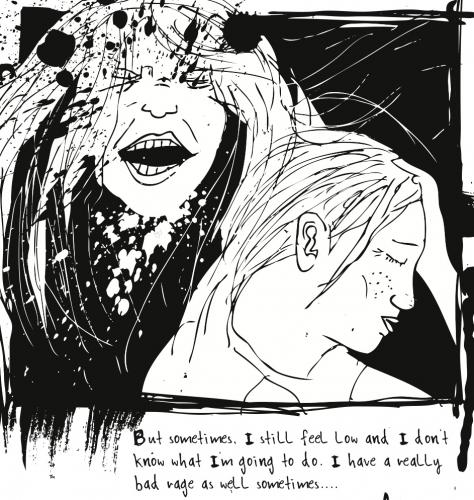 But sometimes, I still feel low and I don't
know what I'm going to do. I have a really
bad rage as well sometimes....